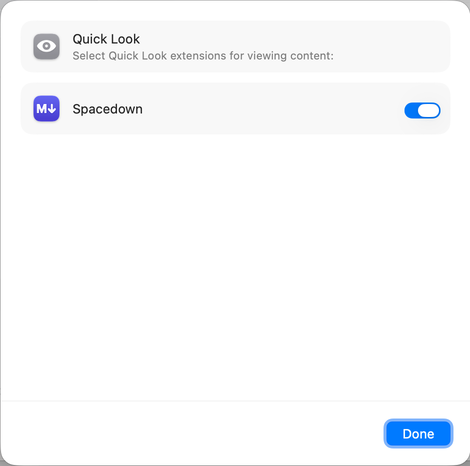 Quick Look
Select Quick Look extensions for viewing content:
M↓
Spacedown
Done